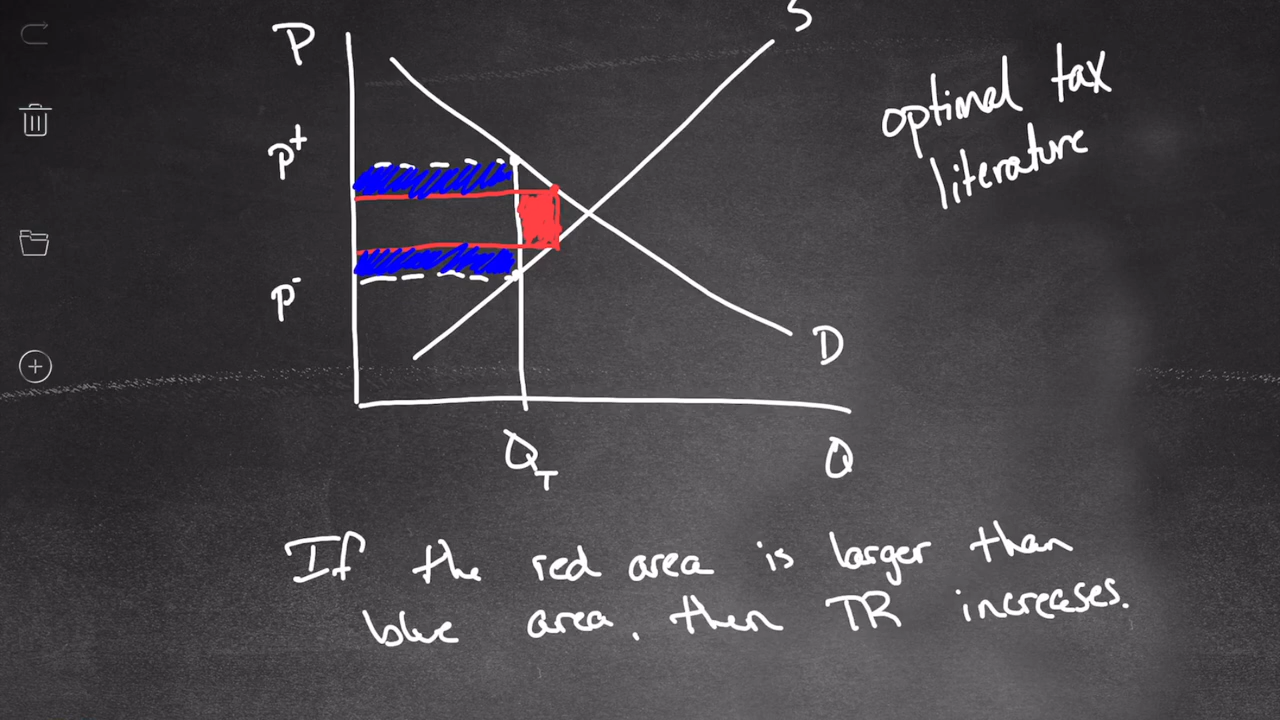 P
S
optimal tax
literature
P+
P-
D
QT
Q
If the red area is larger than
blue area, then TR increases.